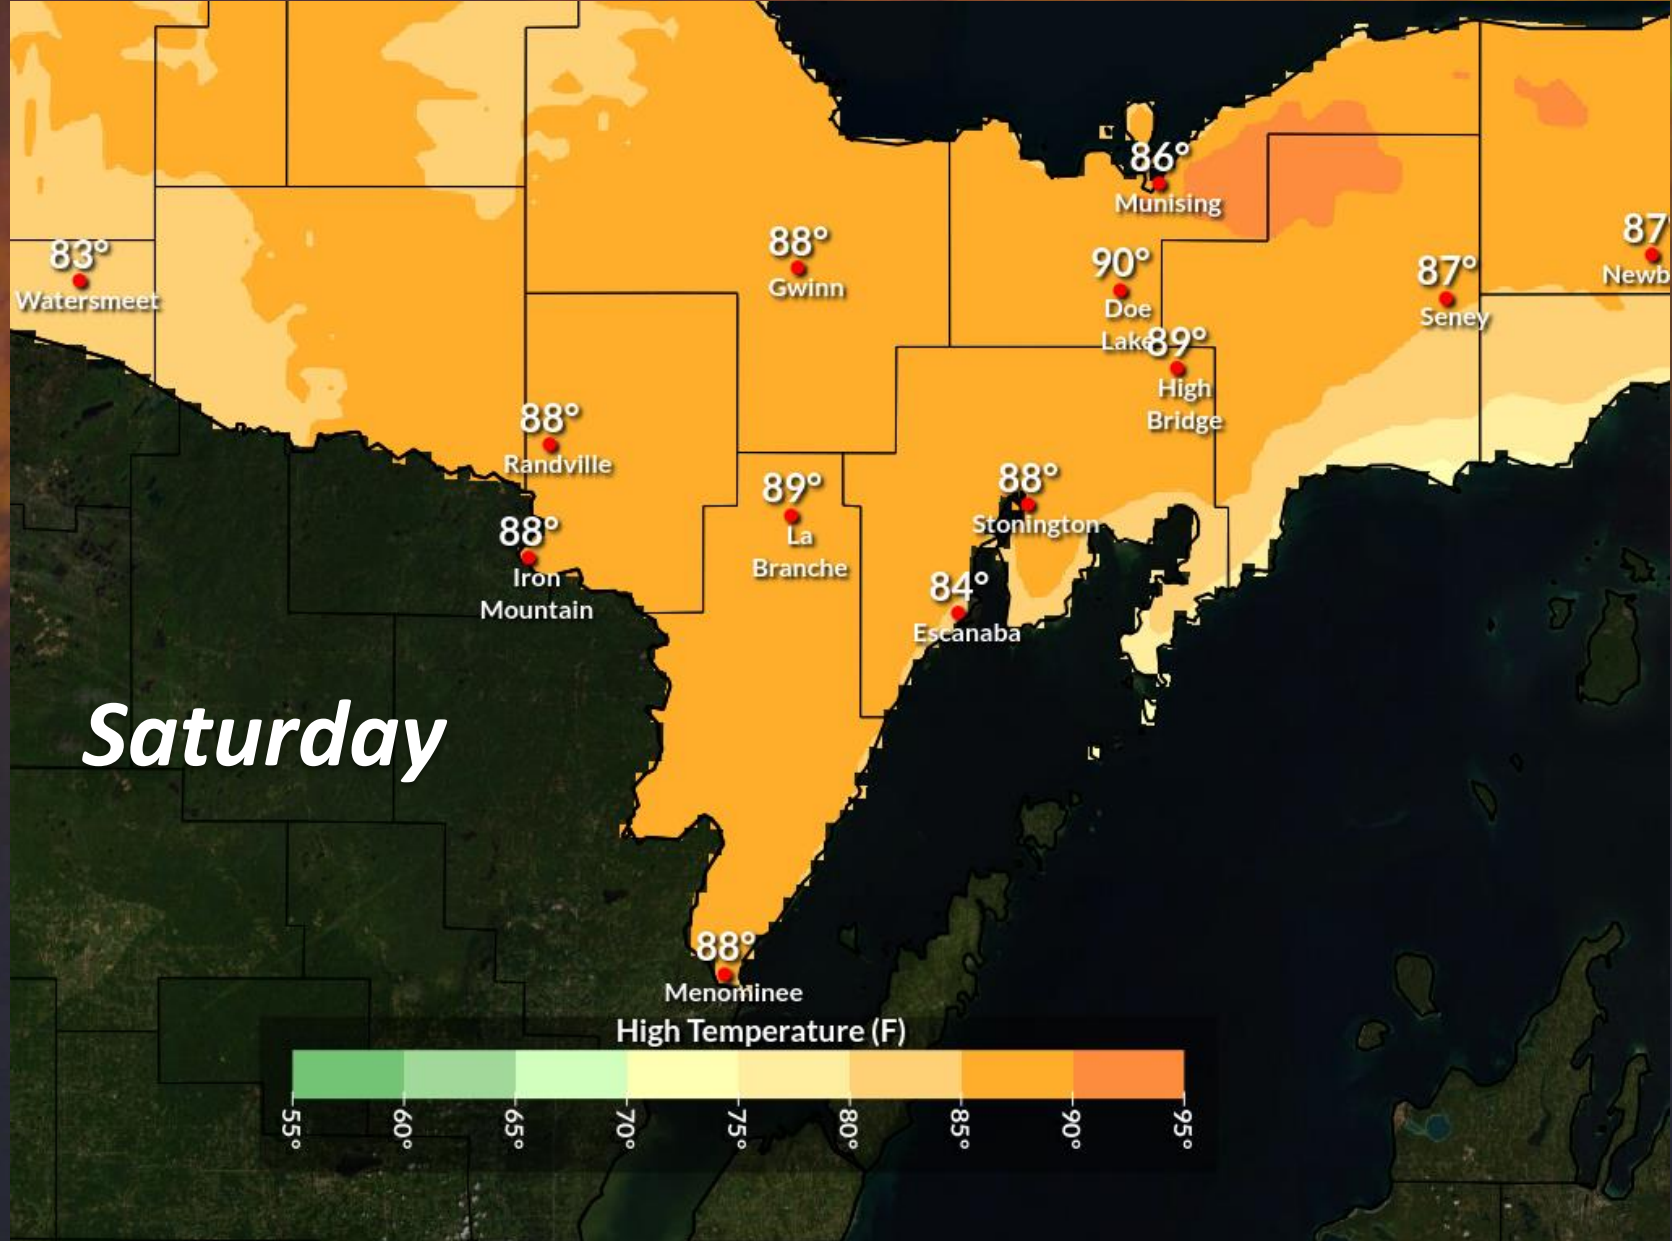 86°
Munising
83°
Watersmeet
88°
Gwinn
90°
Doe
Lake
87°
Seney
87
Newb
89°
High
Bridge
88°
Randville
89°
La
Branche
88°
Stonington
88°
Iron
Mountain
84°
Escanaba
Saturday
88°
Menominee
High Temperature (F)
55° 60° 65° 70° 75° 80° 85° 90° 95°